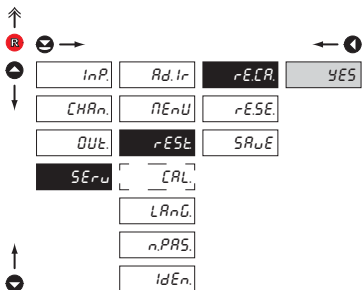 R
InP. Ad.Ir rE.CA. YES
CHAn. MEnU rE.SE.
OUt. rESt SAvE
SErv CAL.
LAnG.
n.PAS.
IdEn.